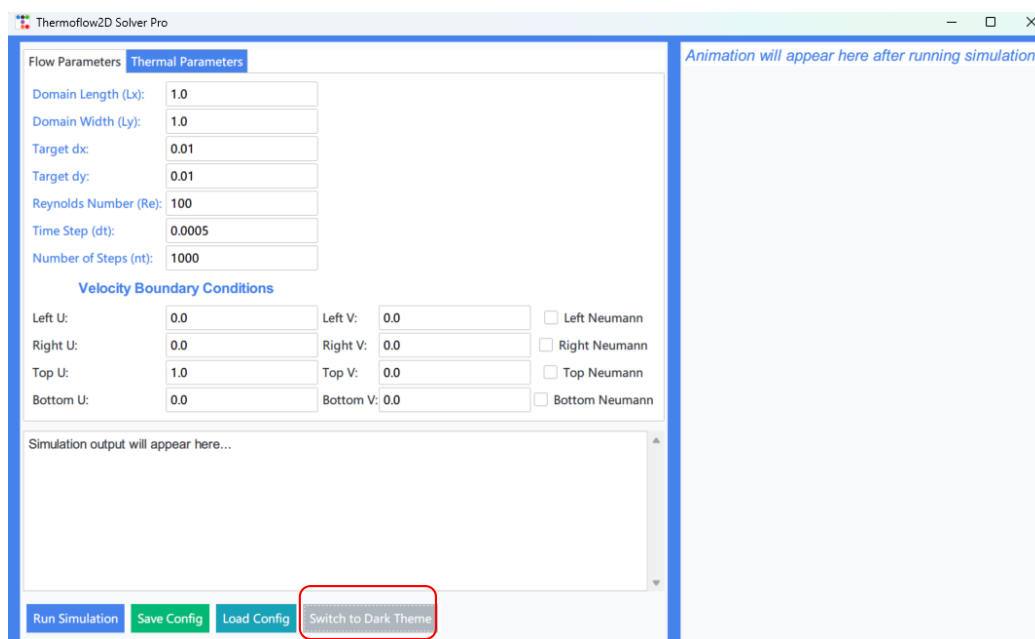 Thermoflow2D Solver Pro
Flow Parameters Thermal Parameters
Animation will appear here after running simulation
Domain Length (Lx): 1.0
Domain Width (Ly): 1.0
Target dx: 0.01
Target dy: 0.01
Reynolds Number (Re): 100
Time Step (dt): 0.0005
Number of Steps (nt): 1000
Velocity Boundary Conditions
Left U: 0.0 Left V: 0.0 Left Neumann
Right U: 0.0 Right V: 0.0 Right Neumann
Top U: 1.0 Top V: 0.0 Top Neumann
Bottom U: 0.0 Bottom V: 0.0 Bottom Neumann
Simulation output will appear here...
Run Simulation Save Config Load Config Switch to Dark Theme